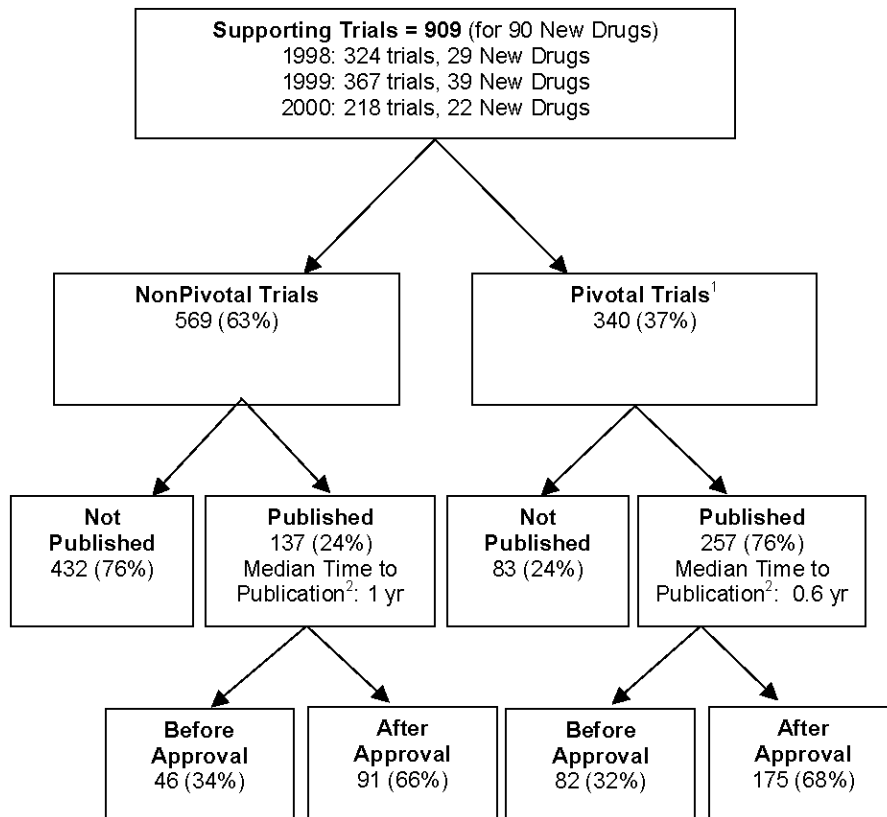 Supporting Trials = 909 (for 90 New Drugs)
1998: 324 trials, 29 New Drugs
1999: 367 trials, 39 New Drugs
2000: 218 trials, 22 New Drugs
NonPivotal Trials
569 (63%)
Pivotal Trials¹
340 (37%)
Not
Published
432 (76%)
Published
137 (24%)
Median Time to
Publication²: 1 yr
Not
Published
83 (24%)
Published
257 (76%)
Median Time to
Publication²: 0.6 yr
Before
Approval
46 (34%)
After
Approval
91 (66%)
Before
Approval
82 (32%)
After
Approval
175 (68%)